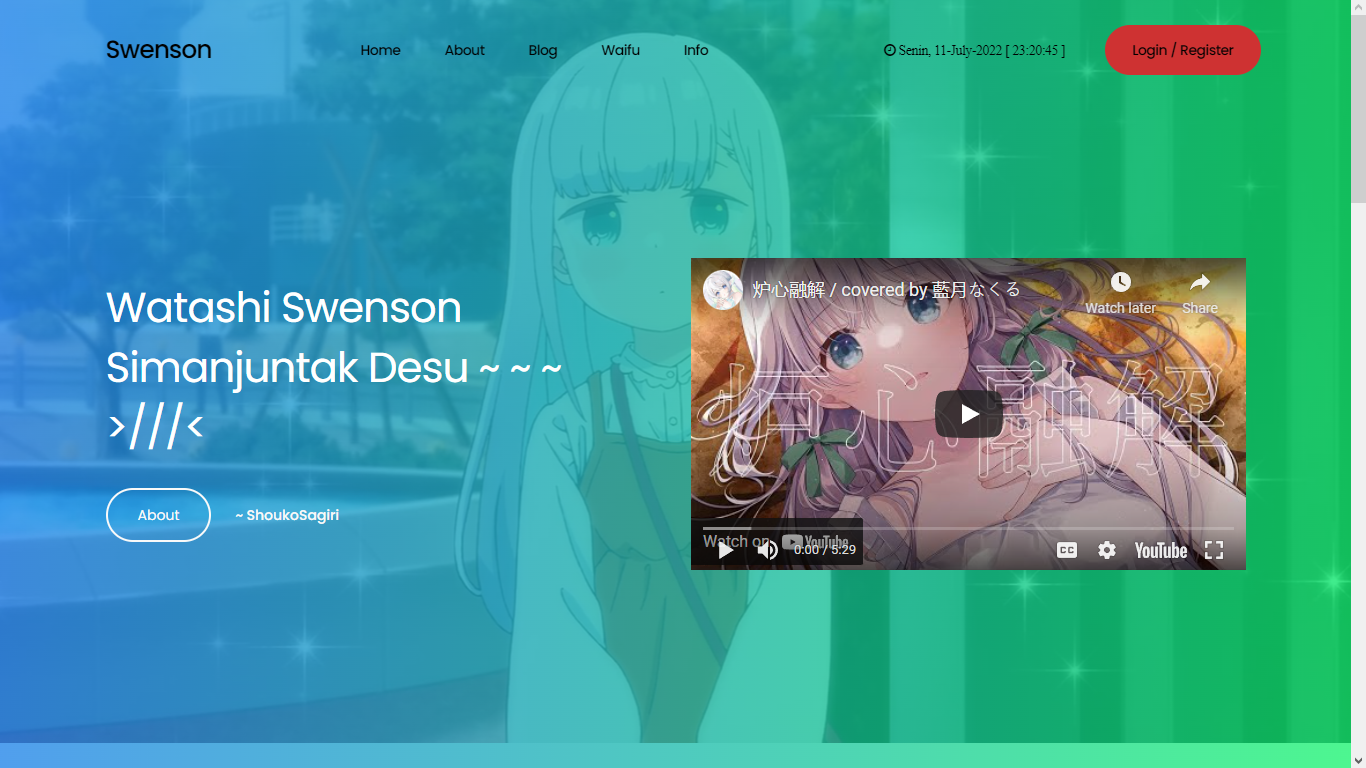 Swenson
Home
About
Blog
Waifu
Info
Senin, 11-July-2022 [ 23:20:45 ]
Login / Register
Watashi Swenson
Simanjuntak Desu ~ ~ ~
>///<
About
~ ShoukoSagiri
炉心融解 / covered by 藍月なくる
Watch later
Share
炉心融解
Watch on YouTube
0:00 / 5:29
CC
YouTube